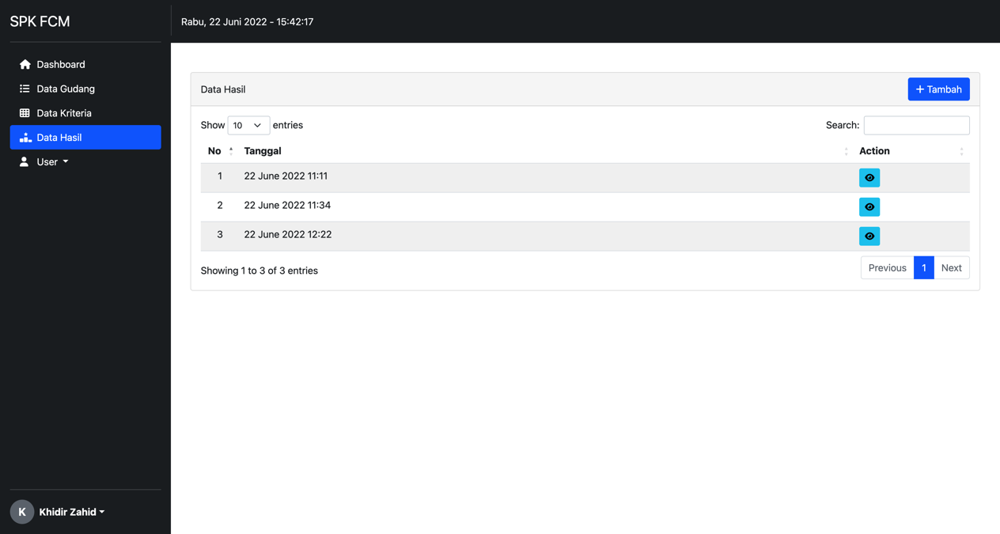 SPK FCM
Rabu, 22 Juni 2022 - 15:42:17
Dashboard
Data Gudang
Data Kriteria
Data Hasil
User
Data Hasil
+ Tambah
Show 10 entries
Search:
No Tanggal Action
1 22 June 2022 11:11
2 22 June 2022 11:34
3 22 June 2022 12:22
Showing 1 to 3 of 3 entries
Previous 1 Next
K Khidir Zahid